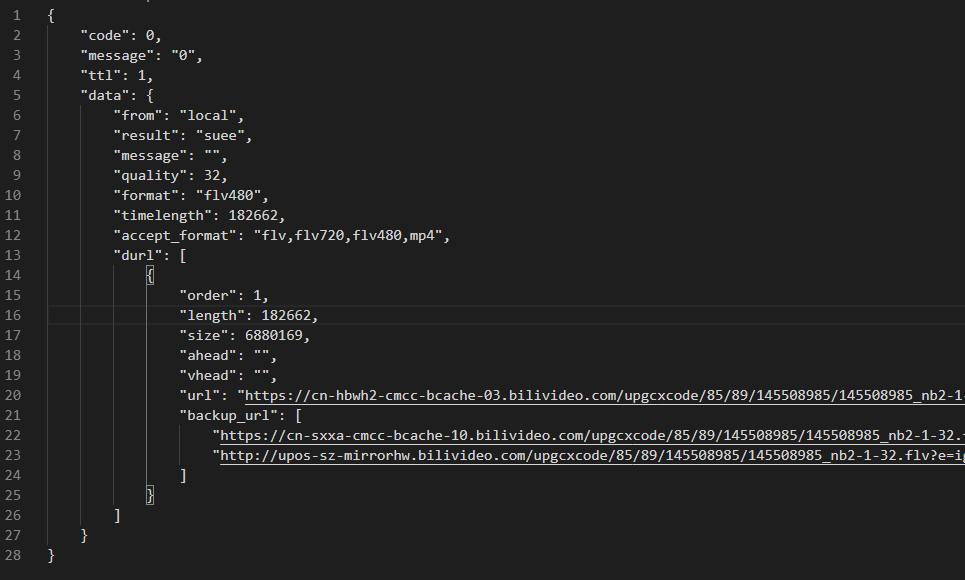 1 {
2 "code": 0,
3 "message": "0",
4 "ttl": 1,
5 "data": {
6 "from": "local",
7 "result": "suee",
8 "message": "",
9 "quality": 32,
10 "format": "flv480",
11 "timelength": 182662,
12 "accept_format": "flv,flv720,flv480,mp4",
13 "durl": [
14 {
15 "order": 1,
16 "length": 182662,
17 "size": 6880169,
18 "ahead": "",
19 "vhead": "",
20 "url": "https://cn-hbwh2-cmcc-bcache-03.bilivideo.com/upgcxcode/85/89/145508985/145508985_nb2-1-
21 "backup_url": [
22 "https://cn-sxxa-cmcc-bcache-10.bilivideo.com/upgcxcode/85/89/145508985/145508985_nb2-1-32.
23 "http://upos-sz-mirrorhw.bilivideo.com/upgcxcode/85/89/145508985/145508985_nb2-1-32.flv?e=ig
24 ]
25 }
26 ]
27 }
28 }